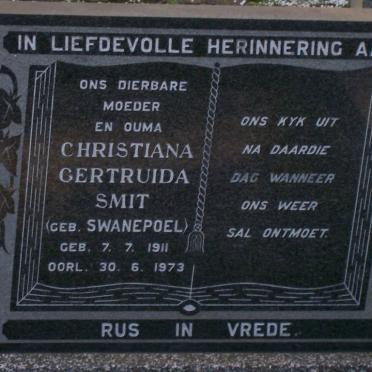 IN LIEFDEVOLLE HERINNERING A
ONS DIERBARE
MOEDER
EN OUMA
CHRISTIANA
GERTRUIDA
SMIT
(GEB. SWANEPOEL)
GEB. 7. 7. 1911
OORL. 30. 6. 1973
ONS KYK UIT
NA DAARDIE
DAG WANNEER
ONS WEER
SAL ONTMOET.
RUS IN VREDE.